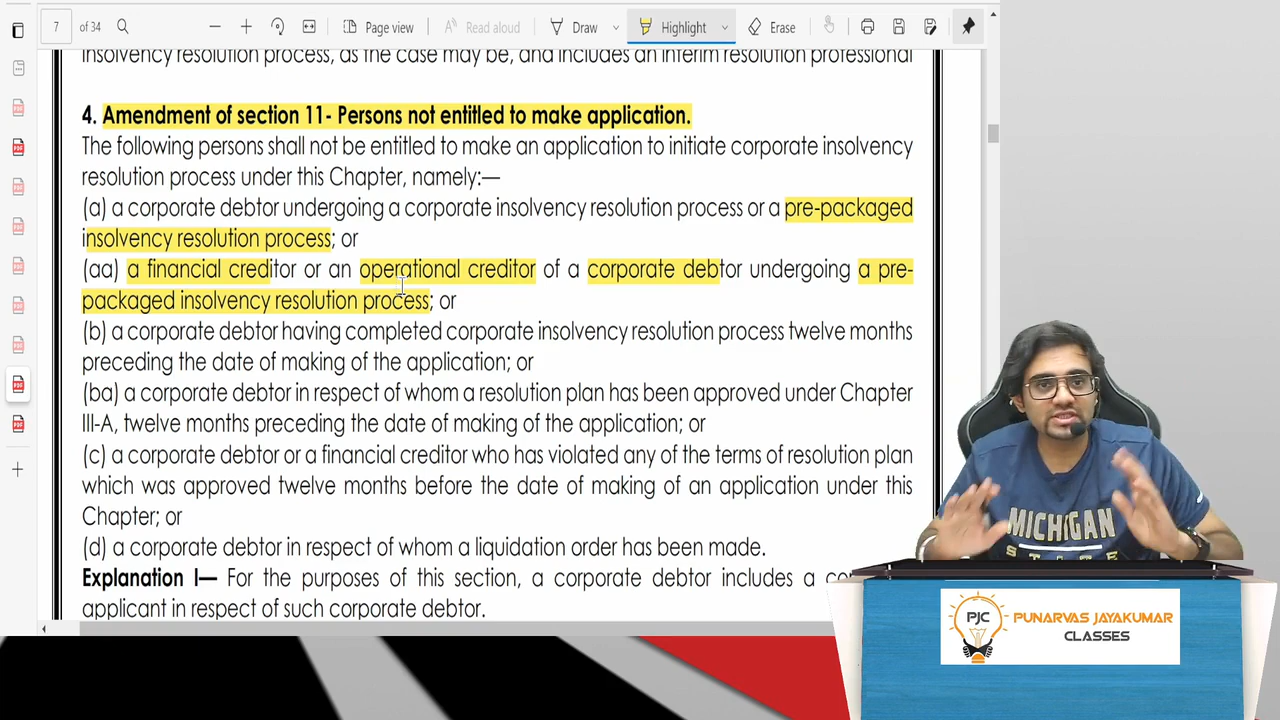 7 of 34
Page view
Read aloud
Draw
Highlight
Erase
insolvency resolution process, as the case may be, and includes an interim resolution professional
4. Amendment of section 11- Persons not entitled to make application.
The following persons shall not be entitled to make an application to initiate corporate insolvency
resolution process under this Chapter, namely:—
(a) a corporate debtor undergoing a corporate insolvency resolution process or a pre-packaged
insolvency resolution process; or
(aa) a financial creditor or an operational creditor of a corporate debtor undergoing a pre-
packaged insolvency resolution process; or
(b) a corporate debtor having completed corporate insolvency resolution process twelve months
preceding the date of making of the application; or
(ba) a corporate debtor in respect of whom a resolution plan has been approved under Chapter
III-A, twelve months preceding the date of making of the application; or
(c) a corporate debtor or a financial creditor who has violated any of the terms of resolution plan
which was approved twelve months before the date of making of an application under this
Chapter; or
(d) a corporate debtor in respect of whom a liquidation order has been made.
Explanation I— For the purposes of this section, a corporate debtor includes a
applicant in respect of such corporate debtor.
MICHIGAN
STATE
PJC
PUNARVAS JAYAKUMAR
CLASSES